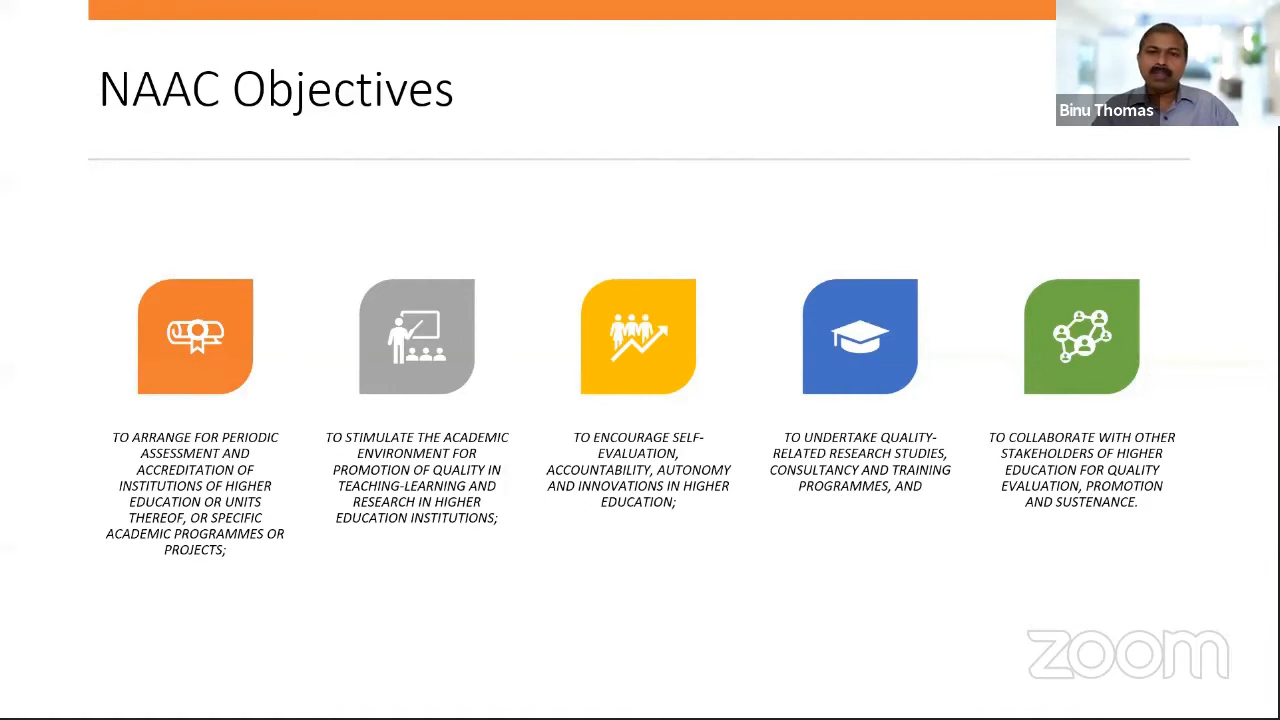 NAAC Objectives
Binu Thomas
TO ARRANGE FOR PERIODIC
ASSESSMENT AND
ACCREDITATION OF
INSTITUTIONS OF HIGHER
EDUCATION OR UNITS
THEREOF, OR SPECIFIC
ACADEMIC PROGRAMMES OR
PROJECTS;
TO STIMULATE THE ACADEMIC
ENVIRONMENT FOR
PROMOTION OF QUALITY IN
TEACHING-LEARNING AND
RESEARCH IN HIGHER
EDUCATION INSTITUTIONS;
TO ENCOURAGE SELF-
EVALUATION,
ACCOUNTABILITY, AUTONOMY
AND INNOVATIONS IN HIGHER
EDUCATION;
TO UNDERTAKE QUALITY-
RELATED RESEARCH STUDIES,
CONSULTANCY AND TRAINING
PROGRAMMES, AND
TO COLLABORATE WITH OTHER
STAKEHOLDERS OF HIGHER
EDUCATION FOR QUALITY
EVALUATION, PROMOTION
AND SUSTENANCE.
zoom